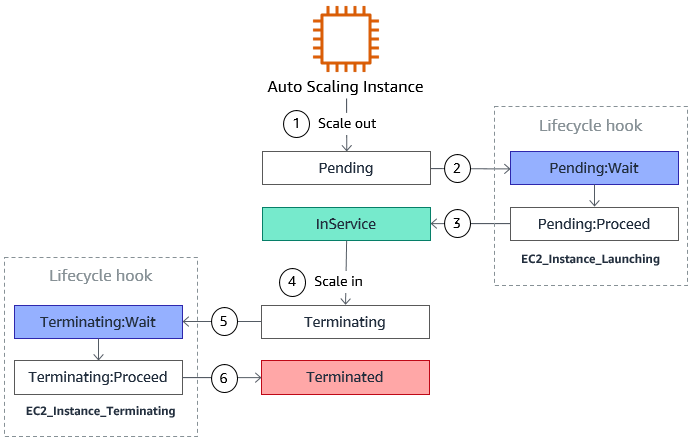 Auto Scaling Instance
1 Scale out
Lifecycle hook
Pending
2
Pending:Wait
InService
3
Pending:Proceed
EC2_Instance_Launching
Lifecycle hook
4 Scale in
Terminating:Wait
5
Terminating
Terminating:Proceed
6
Terminated
EC2_Instance_Terminating